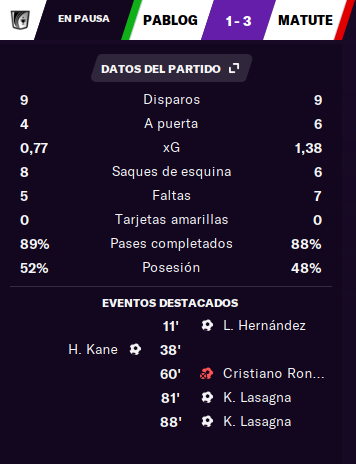 EN PAUSA PABLOG 1 - 3 MATUTE
DATOS DEL PARTIDO
9 Disparos 9
4 A puerta 6
0,77 xG 1,38
8 Saques de esquina 6
5 Faltas 7
0 Tarjetas amarillas 0
89% Pases completados 88%
52% Posesión 48%
EVENTOS DESTACADOS
11' L. Hernández
H. Kane 38'
60' Cristiano Ron...
81' K. Lasagna
88' K. Lasagna